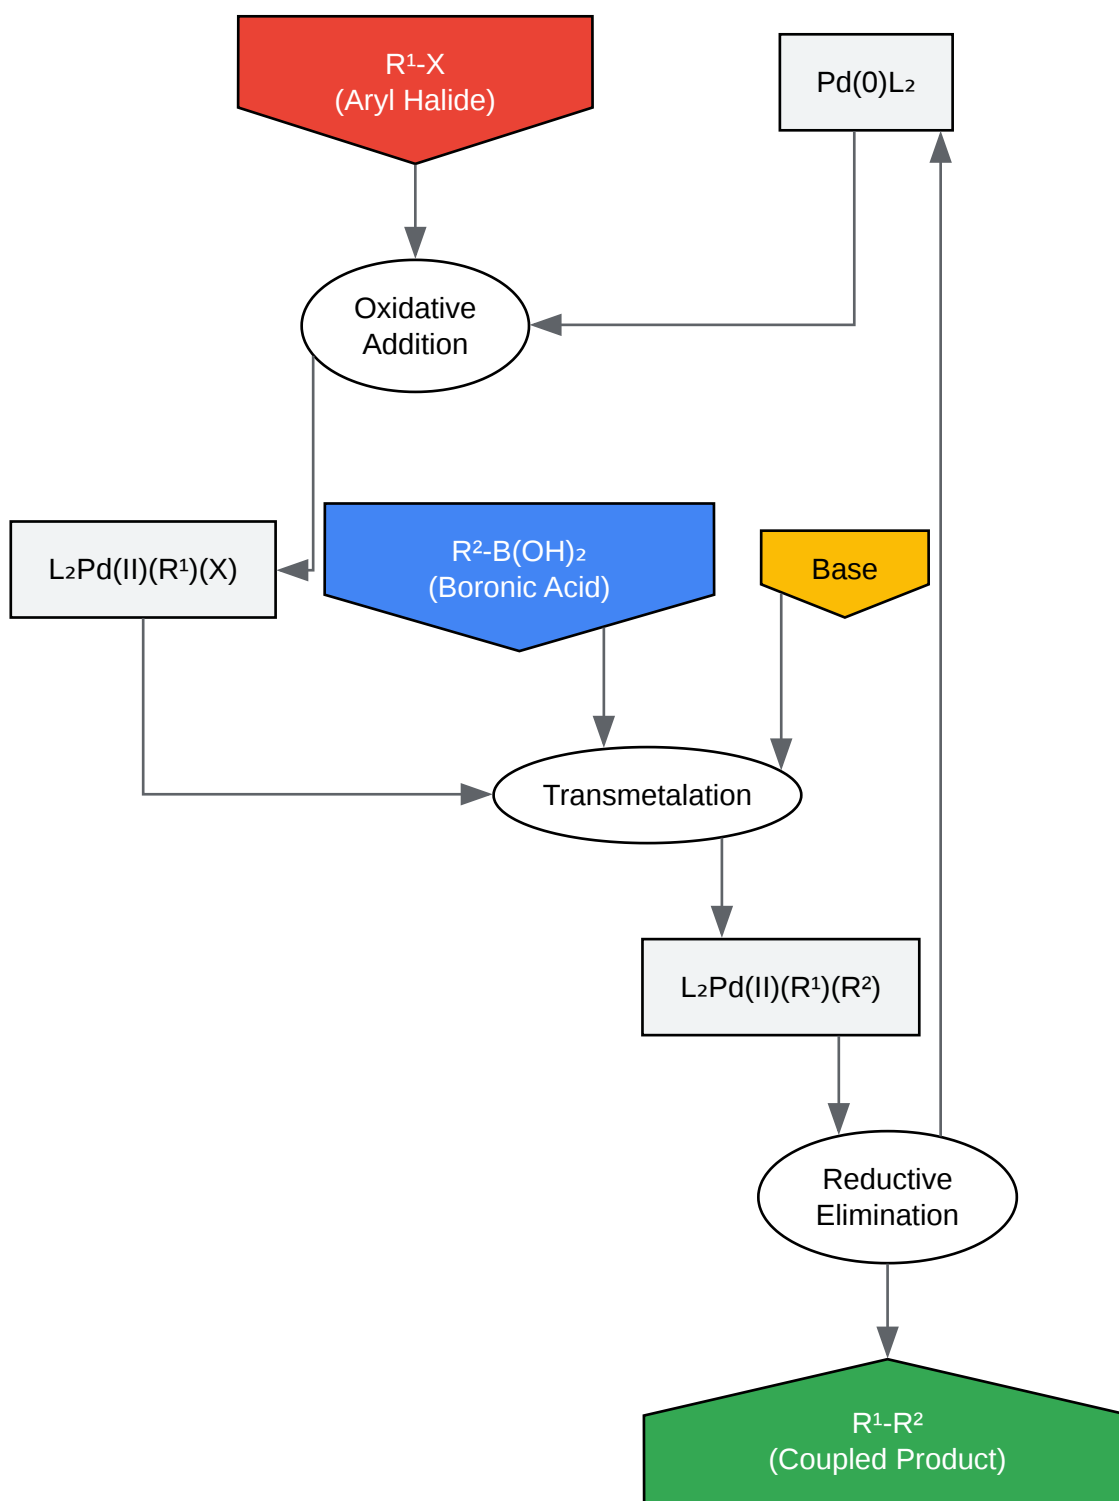 R¹-X
(Aryl Halide)
Pd(0)L₂
Oxidative
Addition
L₂Pd(II)(R¹)(X)
R²-B(OH)₂
(Boronic Acid)
Base
Transmetalation
L₂Pd(II)(R¹)(R²)
Reductive
Elimination
R¹-R²
(Coupled Product)